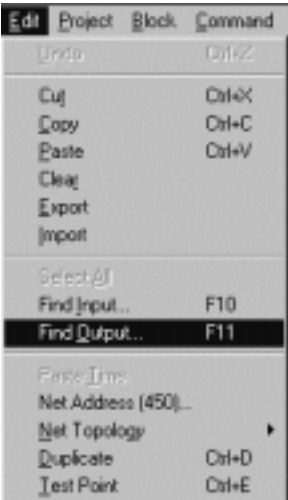 Edit Project Block Command
Undo Ctrl+Z
Cut Ctrl+X
Copy Ctrl+C
Paste Ctrl+V
Clear
Export
Import
Select All
Find Input... F10
Find Output... F11
Paste Time
Net Address (450)...
Net Topology
Duplicate Ctrl+D
Test Point Ctrl+E